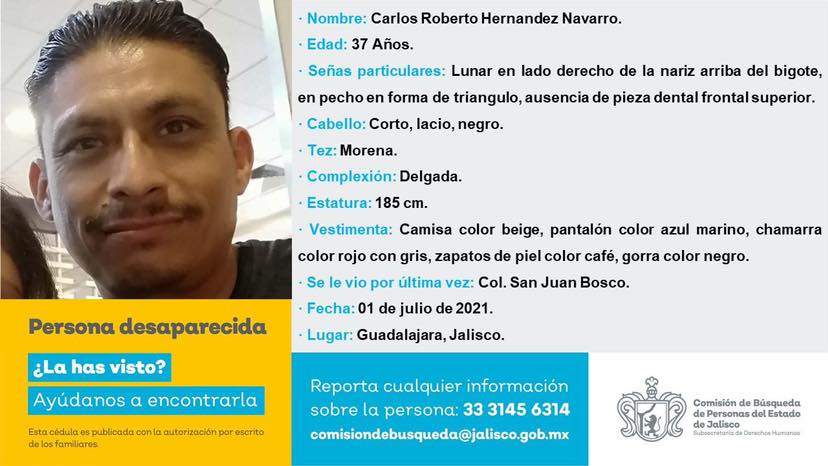 · Nombre: Carlos Roberto Hernandez Navarro.
· Edad: 37 Años.
· Señas particulares: Lunar en lado derecho de la nariz arriba del bigote,
en pecho en forma de triangulo, ausencia de pieza dental frontal superior.
· Cabello: Corto, lacio, negro.
· Tez: Morena.
· Complexión: Delgada.
· Estatura: 185 cm.
· Vestimenta: Camisa color beige, pantalón color azul marino, chamarra
color rojo con gris, zapatos de piel color café, gorra color negro.
· Se le vio por última vez: Col. San Juan Bosco.
· Fecha: 01 de julio de 2021.
· Lugar: Guadalajara, Jalisco.
Persona desaparecida
¿La has visto?
Ayúdanos a encontrarla
Esta cédula es publicada con la autorización por escrito
de los familiares.
Reporta cualquier información
sobre la persona: 33 3145 6314
comisiondebusqueda@jalisco.gob.mx
Comisión de Búsqueda
de Personas del Estado
de Jalisco
Subsecretaría de Derechos Humanos